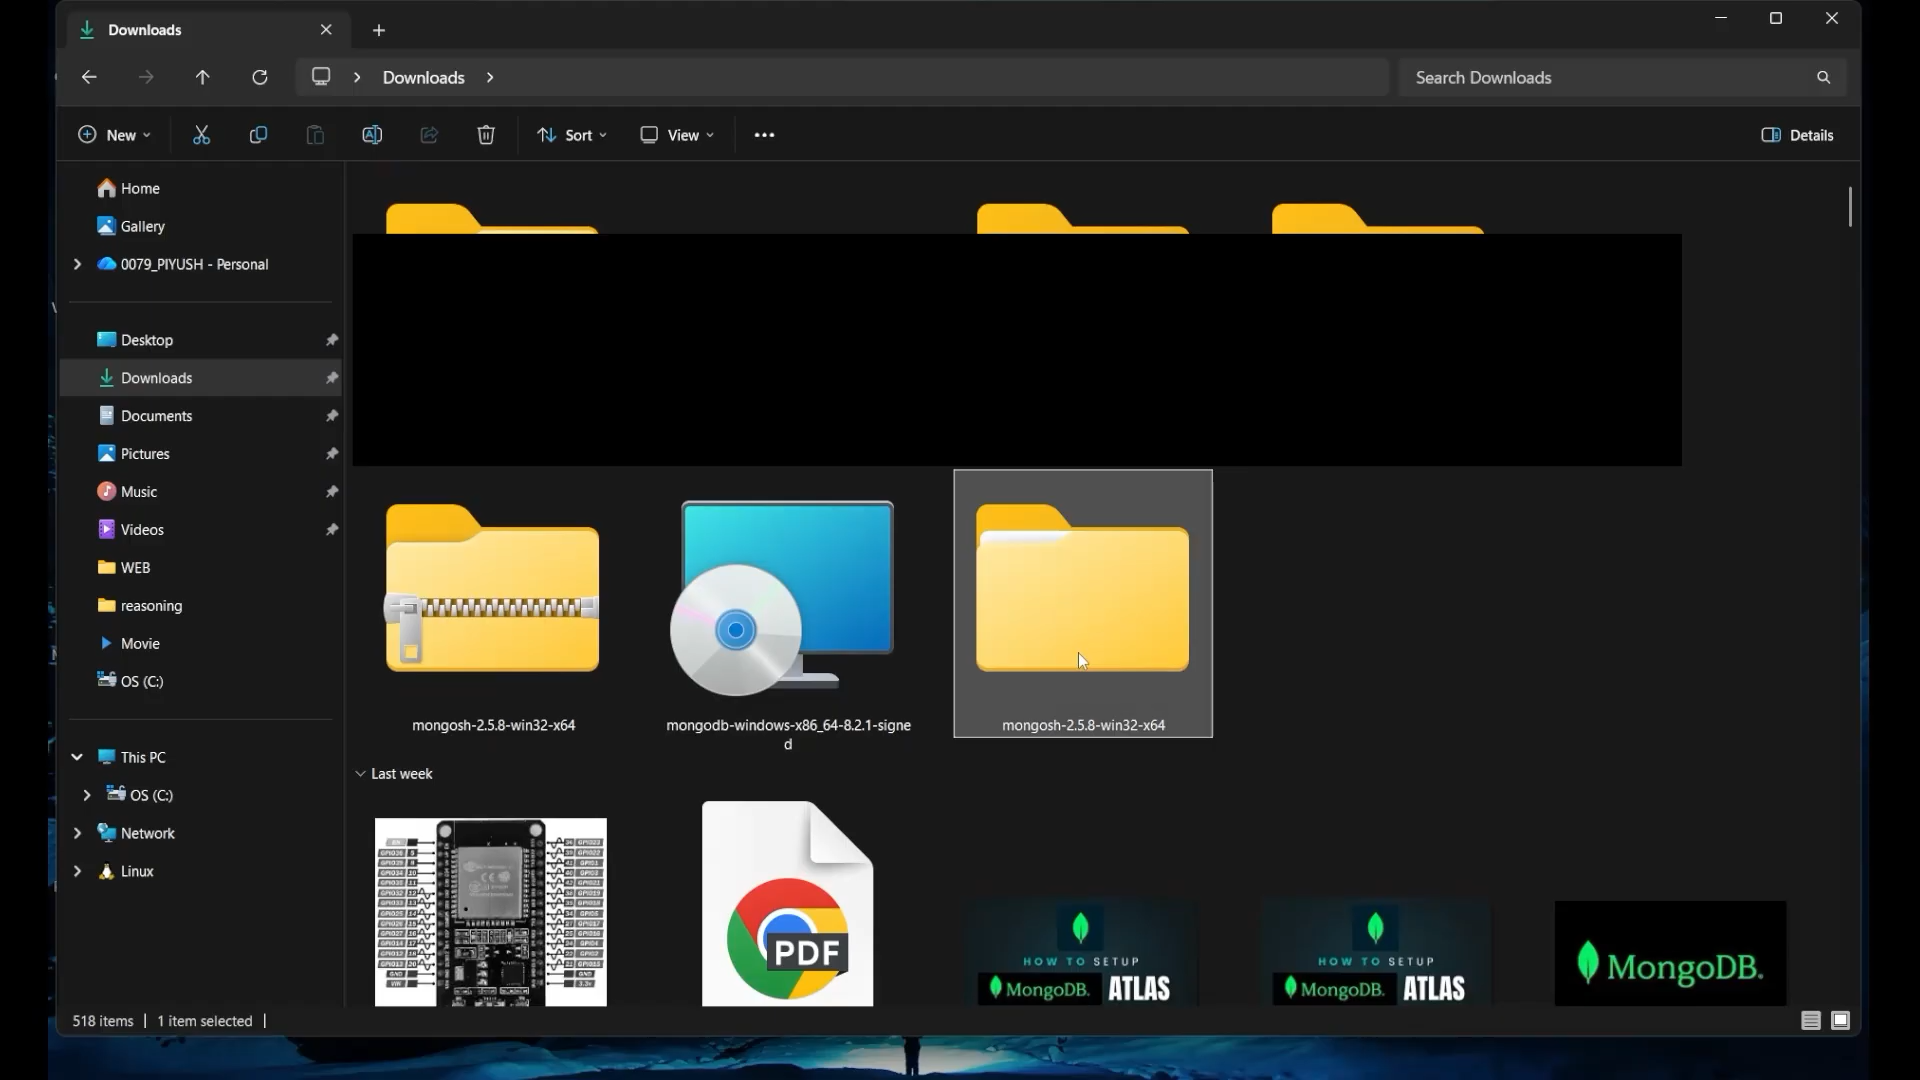 Downloads
Downloads
Search Downloads
New
Sort
View
Details
Home
Gallery
0079_PIYUSH - Personal
Desktop
Downloads
Documents
Pictures
Music
Videos
WEB
reasoning
Movie
OS (C:)
This PC
OS (C:)
Network
Linux
mongosh-2.5.8-win32-x64
mongodb-windows-x86_64-8.2.1-signe
d
mongosh-2.5.8-win32-x64
Last week
PDF
HOW TO SETUP
MongoDB. ATLAS
HOW TO SETUP
MongoDB. ATLAS
MongoDB.
518 items
1 item selected